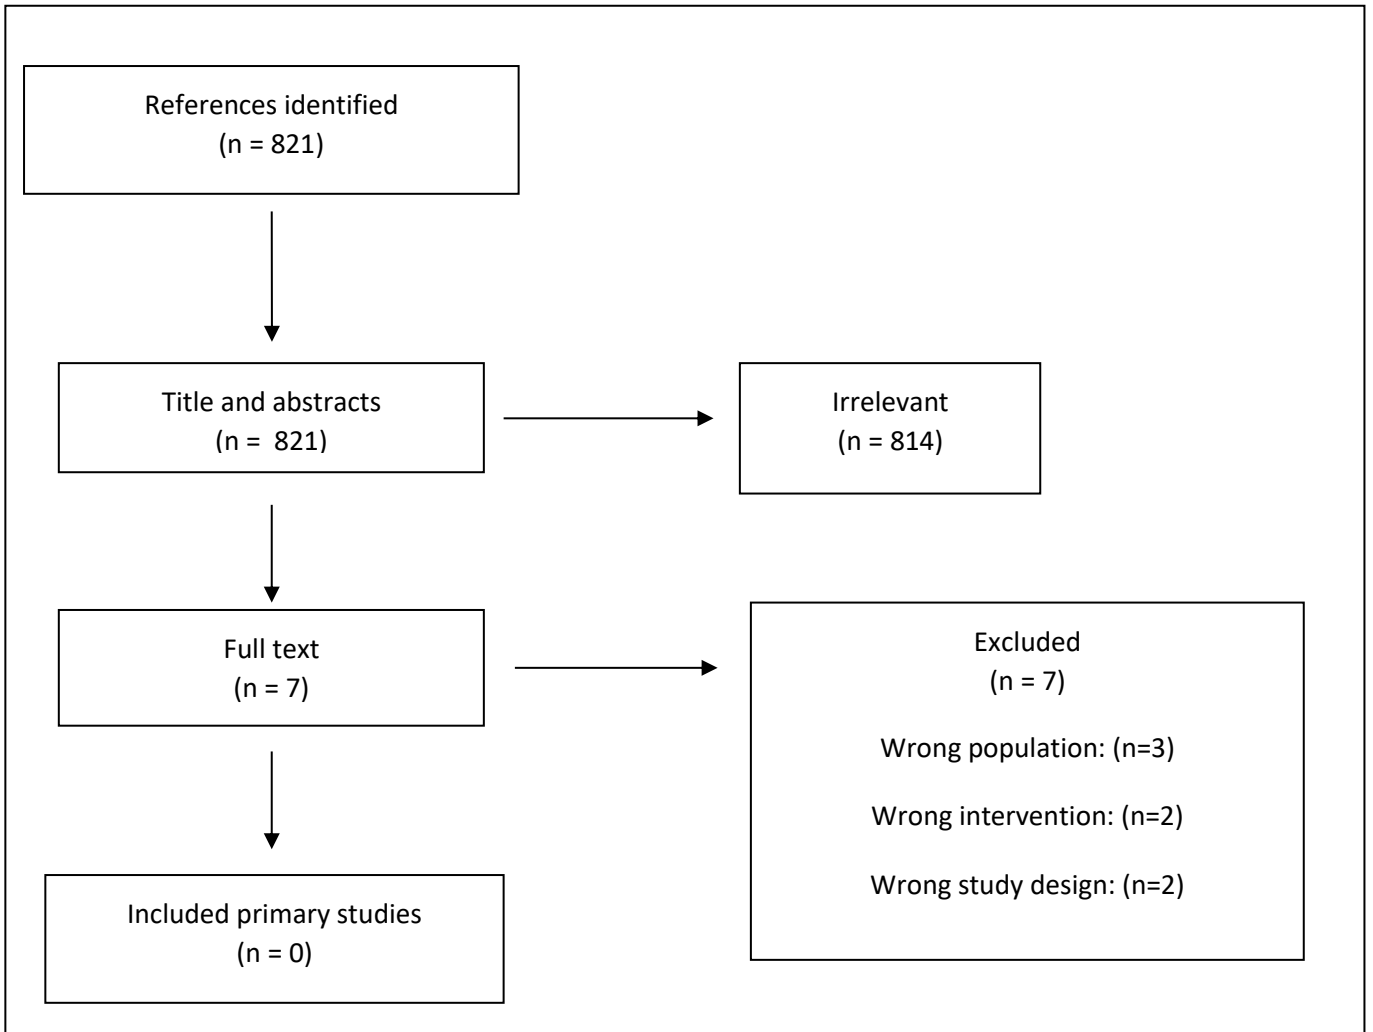 References identified
(n = 821)
Title and abstracts
(n =  821)
Irrelevant
(n = 814)
Full text
(n = 7)
Excluded
(n = 7)
Wrong population: (n=3)
Wrong intervention: (n=2)
Wrong study design: (n=2)
Included primary studies
(n = 0)